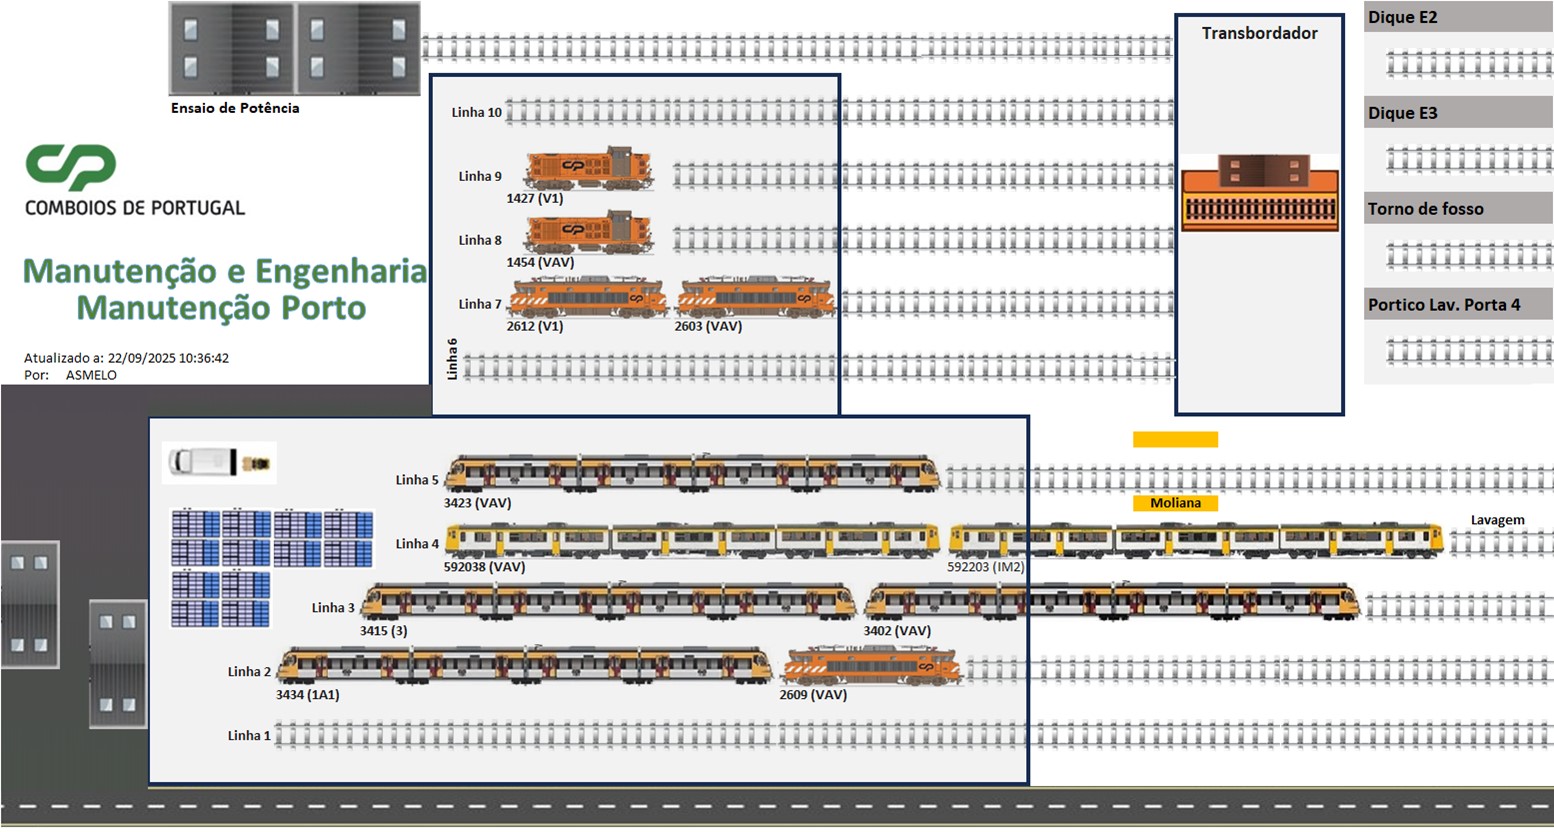 Ensaio de Potência
CP
COMBOIOS DE PORTUGAL
Manutenção e Engenharia
Manutenção Porto
Atualizado a: 22/09/2025 10:36:42
Por: ASMELO
Linha 10
Linha 9
1427 (V1)
Linha 8
1454 (VAV)
Linha 7
2612 (V1)
2603 (VAV)
Linha 6
Transbordador
Dique E2
Dique E3
Torno de fosso
Portico Lav. Porta 4
Linha 5
3423 (VAV)
Moliana
Lavagem
Linha 4
592038 (VAV)
592203 (IM2)
Linha 3
3415 (3)
3402 (VAV)
Linha 2
3434 (1A1)
2609 (VAV)
Linha 1